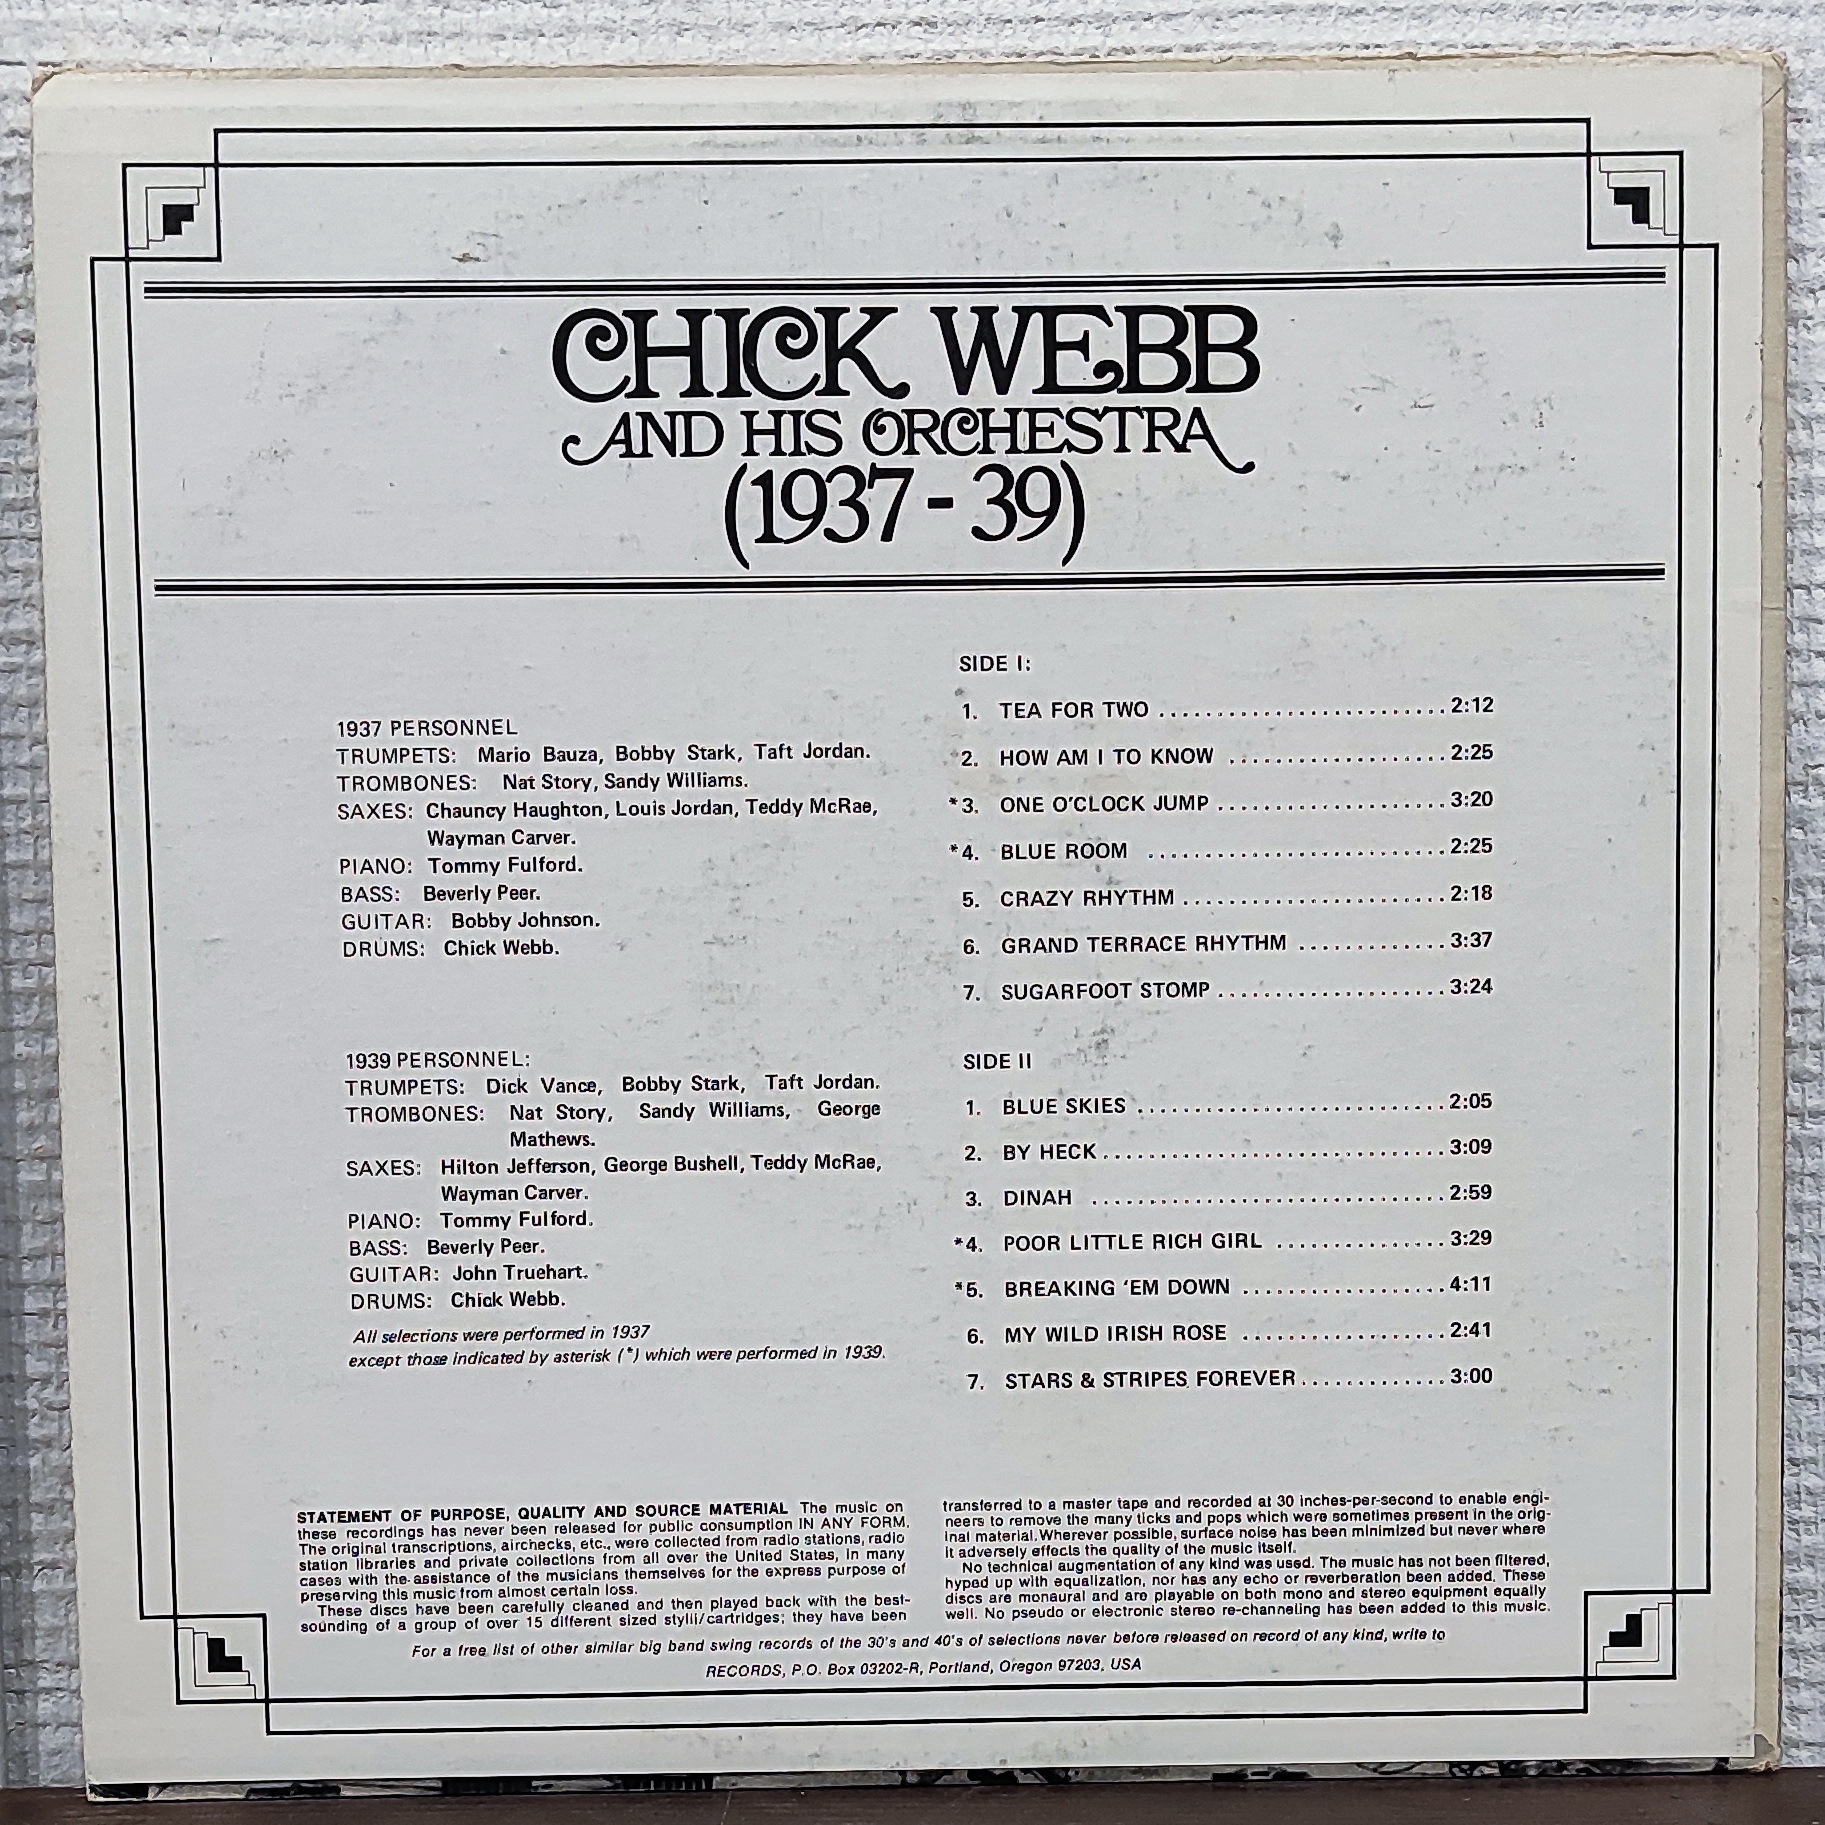 CHICK WEBB
AND HIS ORCHESTRA
(1937-39)
1937 PERSONNEL
TRUMPETS: Mario Bauza, Bobby Stark, Taft Jordan.
TROMBONES: Nat Story, Sandy Williams.
SAXES: Chauncy Haughton, Louis Jordan, Teddy McRae,
Wayman Carver.
PIANO: Tommy Fulford.
BASS: Beverly Peer.
GUITAR: Bobby Johnson.
DRUMS: Chick Webb.
1939 PERSONNEL:
TRUMPETS: Dick Vance, Bobby Stark, Taft Jordan.
TROMBONES: Nat Story, Sandy Williams, George
Mathews.
SAXES: Hilton Jefferson, George Bushell, Teddy McRae,
Wayman Carver.
PIANO: Tommy Fulford.
BASS: Beverly Peer.
GUITAR: John Truehart.
DRUMS: Chick Webb.
All selections were performed in 1937
except those indicated by asterisk (*) which were performed in 1939.
SIDE I:
1. TEA FOR TWO ......................... 2:12
2. HOW AM I TO KNOW ................... 2:25
*3. ONE O'CLOCK JUMP .................... 3:20
*4. BLUE ROOM .......................... 2:25
5. CRAZY RHYTHM ....................... 2:18
6. GRAND TERRACE RHYTHM ............. 3:37
7. SUGARFOOT STOMP .................... 3:24
SIDE II
1. BLUE SKIES ........................... 2:05
2. BY HECK .............................. 3:09
3. DINAH ............................... 2:59
*4. POOR LITTLE RICH GIRL ............... 3:29
*5. BREAKING 'EM DOWN .................. 4:11
6. MY WILD IRISH ROSE .................. 2:41
7. STARS & STRIPES FOREVER ............. 3:00
STATEMENT OF PURPOSE, QUALITY AND SOURCE MATERIAL The music on
these recordings has never been released for public consumption IN ANY FORM.
The original transcriptions, airchecks, etc., were collected from radio stations, radio
station libraries and private collections from all over the United States, in many
cases with the assistance of the musicians themselves for the express purpose of
preserving this music from almost certain loss.
These discs have been carefully cleaned and then played back with the best-
sounding of a group of over 15 different sized stylii/cartridges; they have been
transferred to a master tape and recorded at 30 inches-per-second to enable engi-
neers to remove the many ticks and pops which were sometimes present in the orig-
inal material. Wherever possible, surface noise has been minimized but never where
it adversely effects the quality of the music itself.
No technical augmentation of any kind was used. The music has not been filtered,
hyped up with equalization, nor has any echo or reverberation been added. These
discs are monaural and are playable on both mono and stereo equipment equally
well. No pseudo or electronic stereo re-channeling has been added to this music.
For a free list of other similar big band swing records of the 30's and 40's of selections never before released on record of any kind, write to
RECORDS, P.O. Box 03202-R, Portland, Oregon 97203, USA